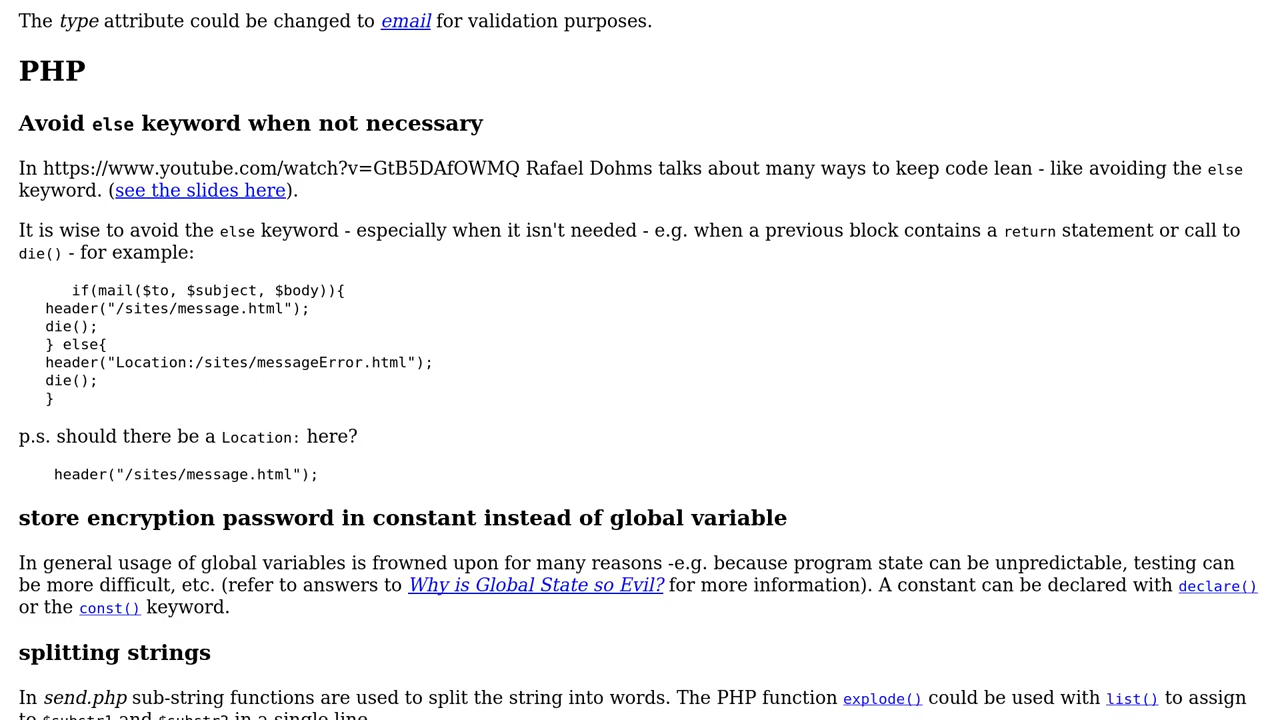 The type attribute could be changed to email for validation purposes.
PHP
Avoid else keyword when not necessary
In https://www.youtube.com/watch?v=GtB5DAfOWMQ Rafael Dohms talks about many ways to keep code lean - like avoiding the else
keyword. (see the slides here).
It is wise to avoid the else keyword - especially when it isn't needed - e.g. when a previous block contains a return statement or call to
die() - for example:
if(mail($to, $subject, $body)){
header("/sites/message.html");
die();
} else{
header("Location:/sites/messageError.html");
die();
}
p.s. should there be a Location: here?
header("/sites/message.html");
store encryption password in constant instead of global variable
In general usage of global variables is frowned upon for many reasons -e.g. because program state can be unpredictable, testing can
be more difficult, etc. (refer to answers to Why is Global State so Evil? for more information). A constant can be declared with declare()
or the const() keyword.
splitting strings
In send.php sub-string functions are used to split the string into words. The PHP function explode() could be used with list() to assign
to $substr1 and $substr2 in a single line.